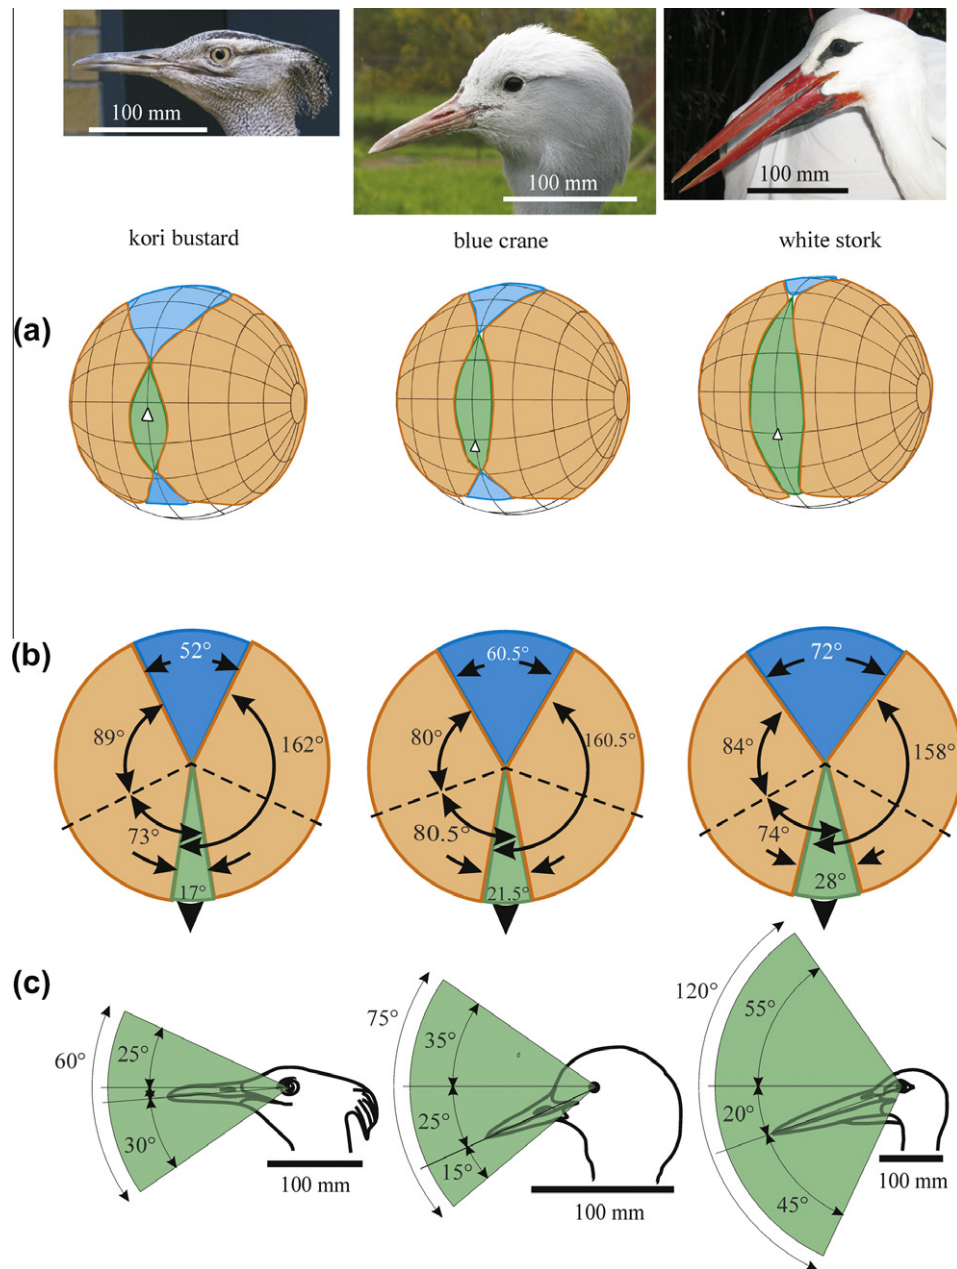 100 mm
100 mm
100 mm
kori bustard
blue crane
white stork
(a)
(b)
52°
89°
162°
73°
17°
60.5°
80°
160.5°
80.5°
21.5°
72°
84°
158°
74°
28°
(c)
60°
25°
30°
100 mm
75°
35°
25°
15°
100 mm
120°
55°
20°
45°
100 mm